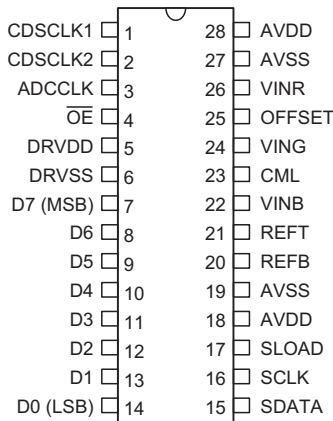 CDSCLK1 1 28 AVDD
CDSCLK2 2 27 AVSS
ADCCLK 3 26 VINR
OE 4 25 OFFSET
DRVDD 5 24 VING
DRVSS 6 23 CML
D7 (MSB) 7 22 VINB
D6 8 21 REFT
D5 9 20 REFB
D4 10 19 AVSS
D3 11 18 AVDD
D2 12 17 SLOAD
D1 13 16 SCLK
D0 (LSB) 14 15 SDATA